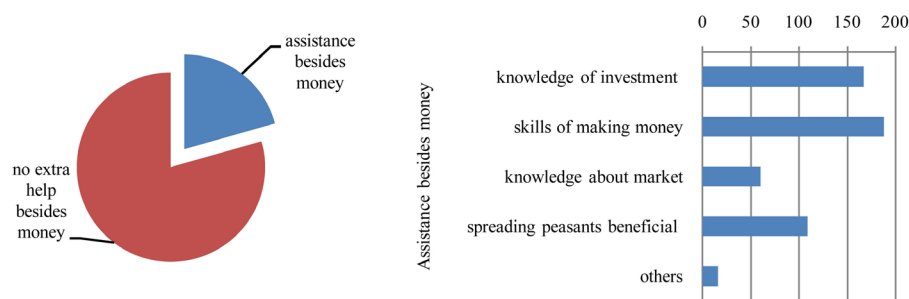 assistance
besides
money
no extra
help
besides
money
0 50 100 150 200
Assistance besides money
knowledge of investment
skills of making money
knowledge about market
spreading peasants beneficial
others